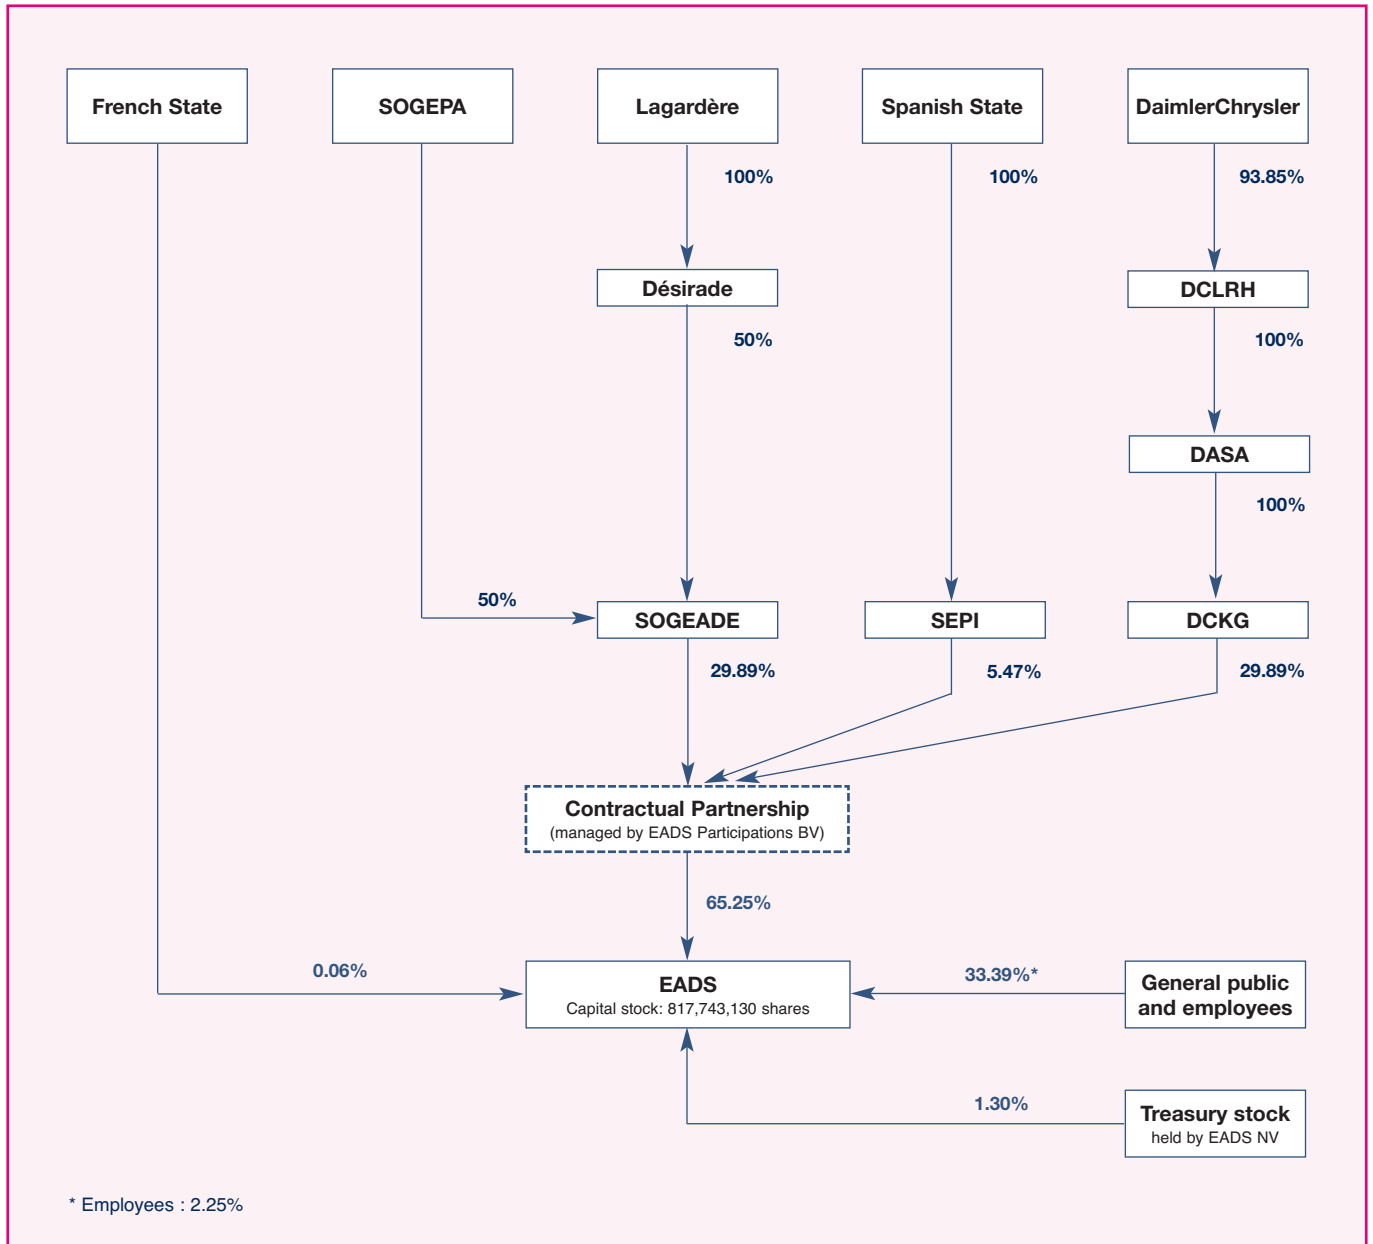 French State
SOGEPA
Lagardère
Spanish State
DaimlerChrysler
100%
100%
93.85%
Désirade
DCLRH
50%
100%
DASA
100%
50%
SOGEADE
SEPI
DCKG
29.89%
5.47%
29.89%
Contractual Partnership
(managed by EADS Participations BV)
65.25%
0.06%
EADS
Capital stock: 817,743,130 shares
33.39%*
General public
and employees
1.30%
Treasury stock
held by EADS NV
* Employees : 2.25%